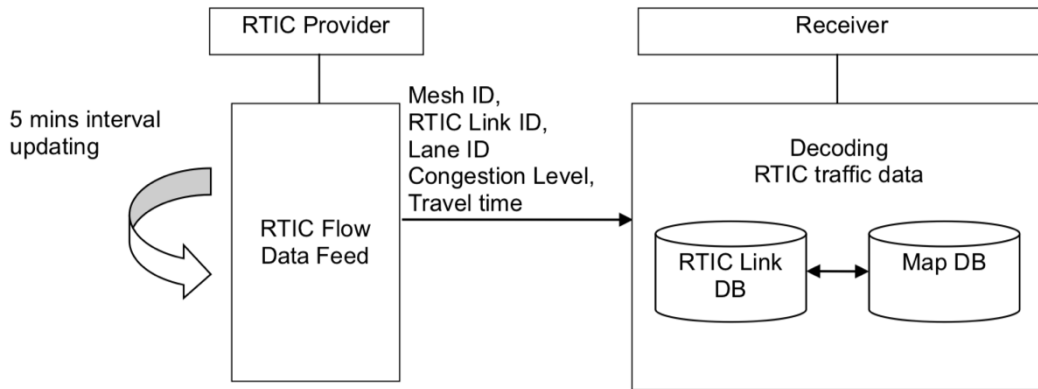 RTIC Provider
Receiver
5 mins interval
updating
Mesh ID,
RTIC Link ID,
Lane ID
Congestion Level,
Travel time
RTIC Flow
Data Feed
Decoding
RTIC traffic data
RTIC Link
DB
Map DB